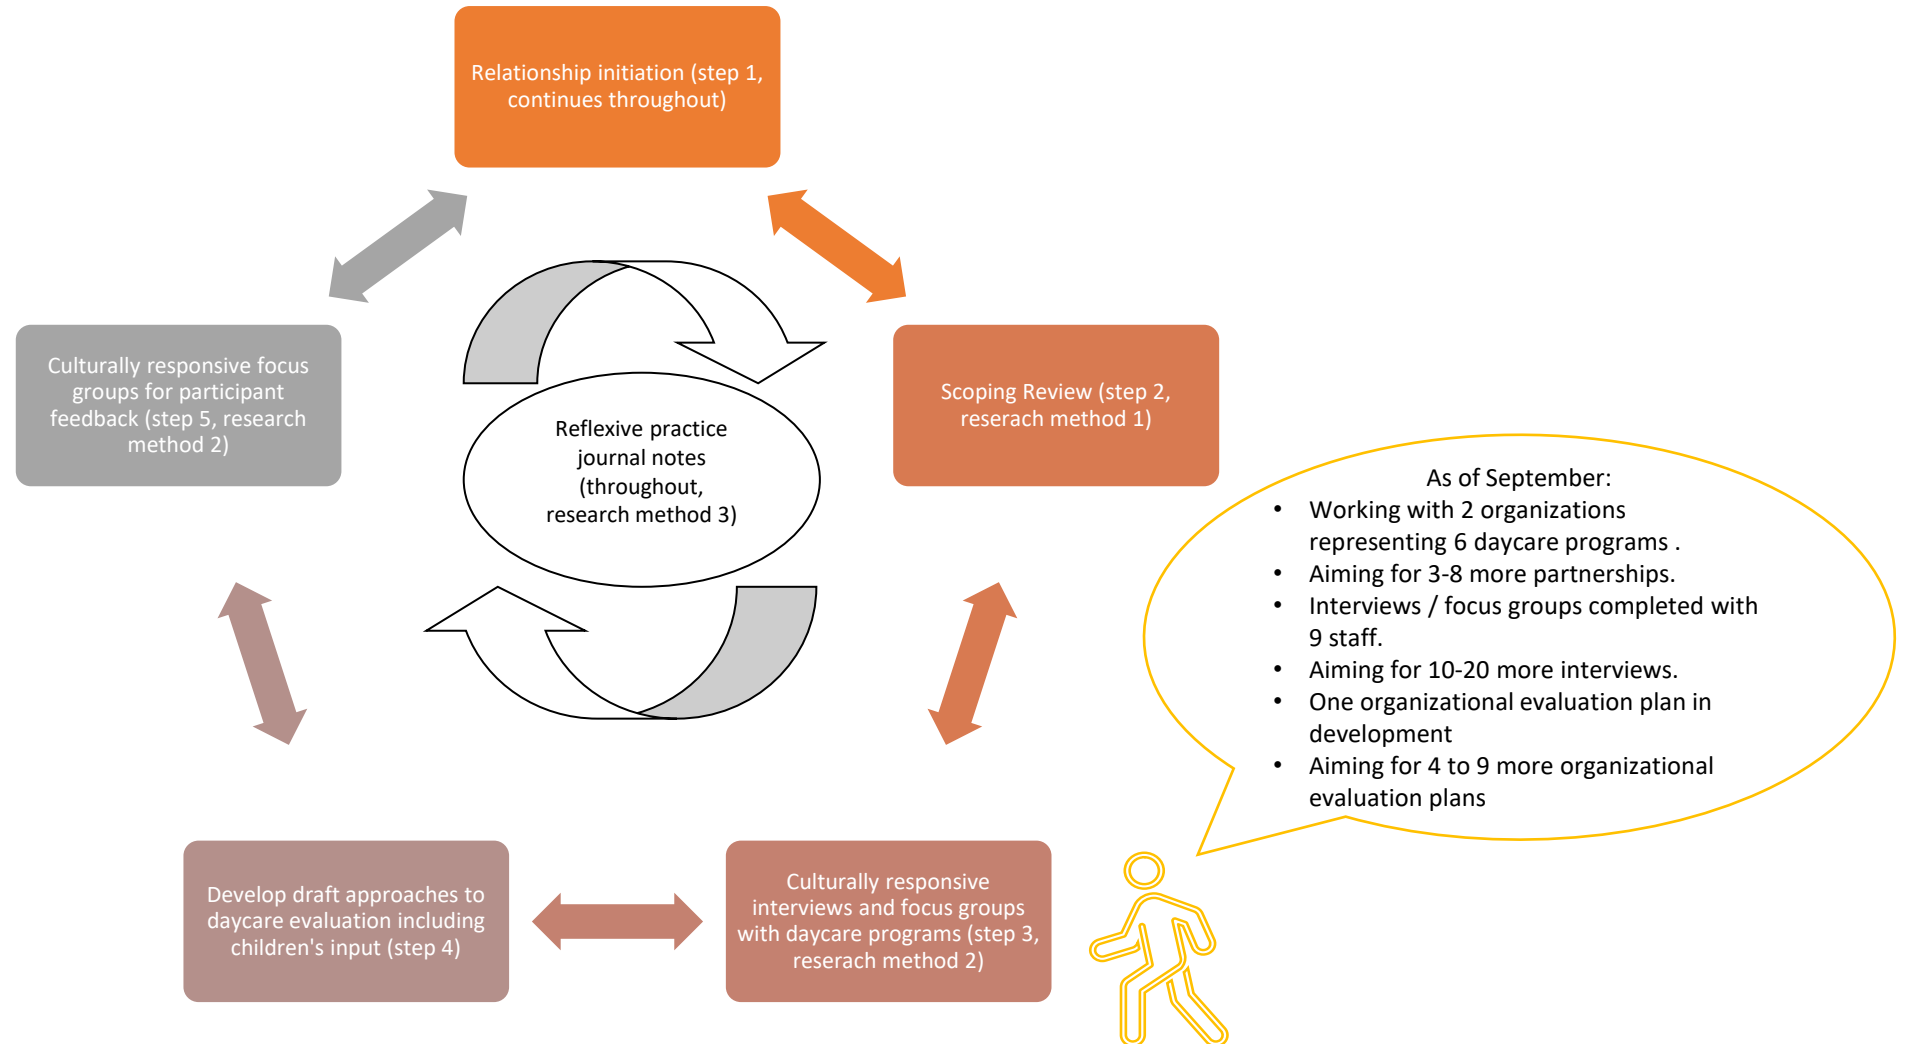 Relationship initiation (step 1,
continues throughout)
Culturally responsive focus
groups for participant
feedback (step 5, research
method 2)
Reflexive practice
journal notes
(throughout,
research method 3)
Scoping Review (step 2,
reserach method 1)
As of September:
• Working with 2 organizations
representing 6 daycare programs .
• Aiming for 3-8 more partnerships.
• Interviews / focus groups completed with
9 staff.
• Aiming for 10-20 more interviews.
• One organizational evaluation plan in
development
• Aiming for 4 to 9 more organizational
evaluation plans
Develop draft approaches to
daycare evaluation including
children's input (step 4)
Culturally responsive
interviews and focus groups
with daycare programs (step 3,
reserach method 2)